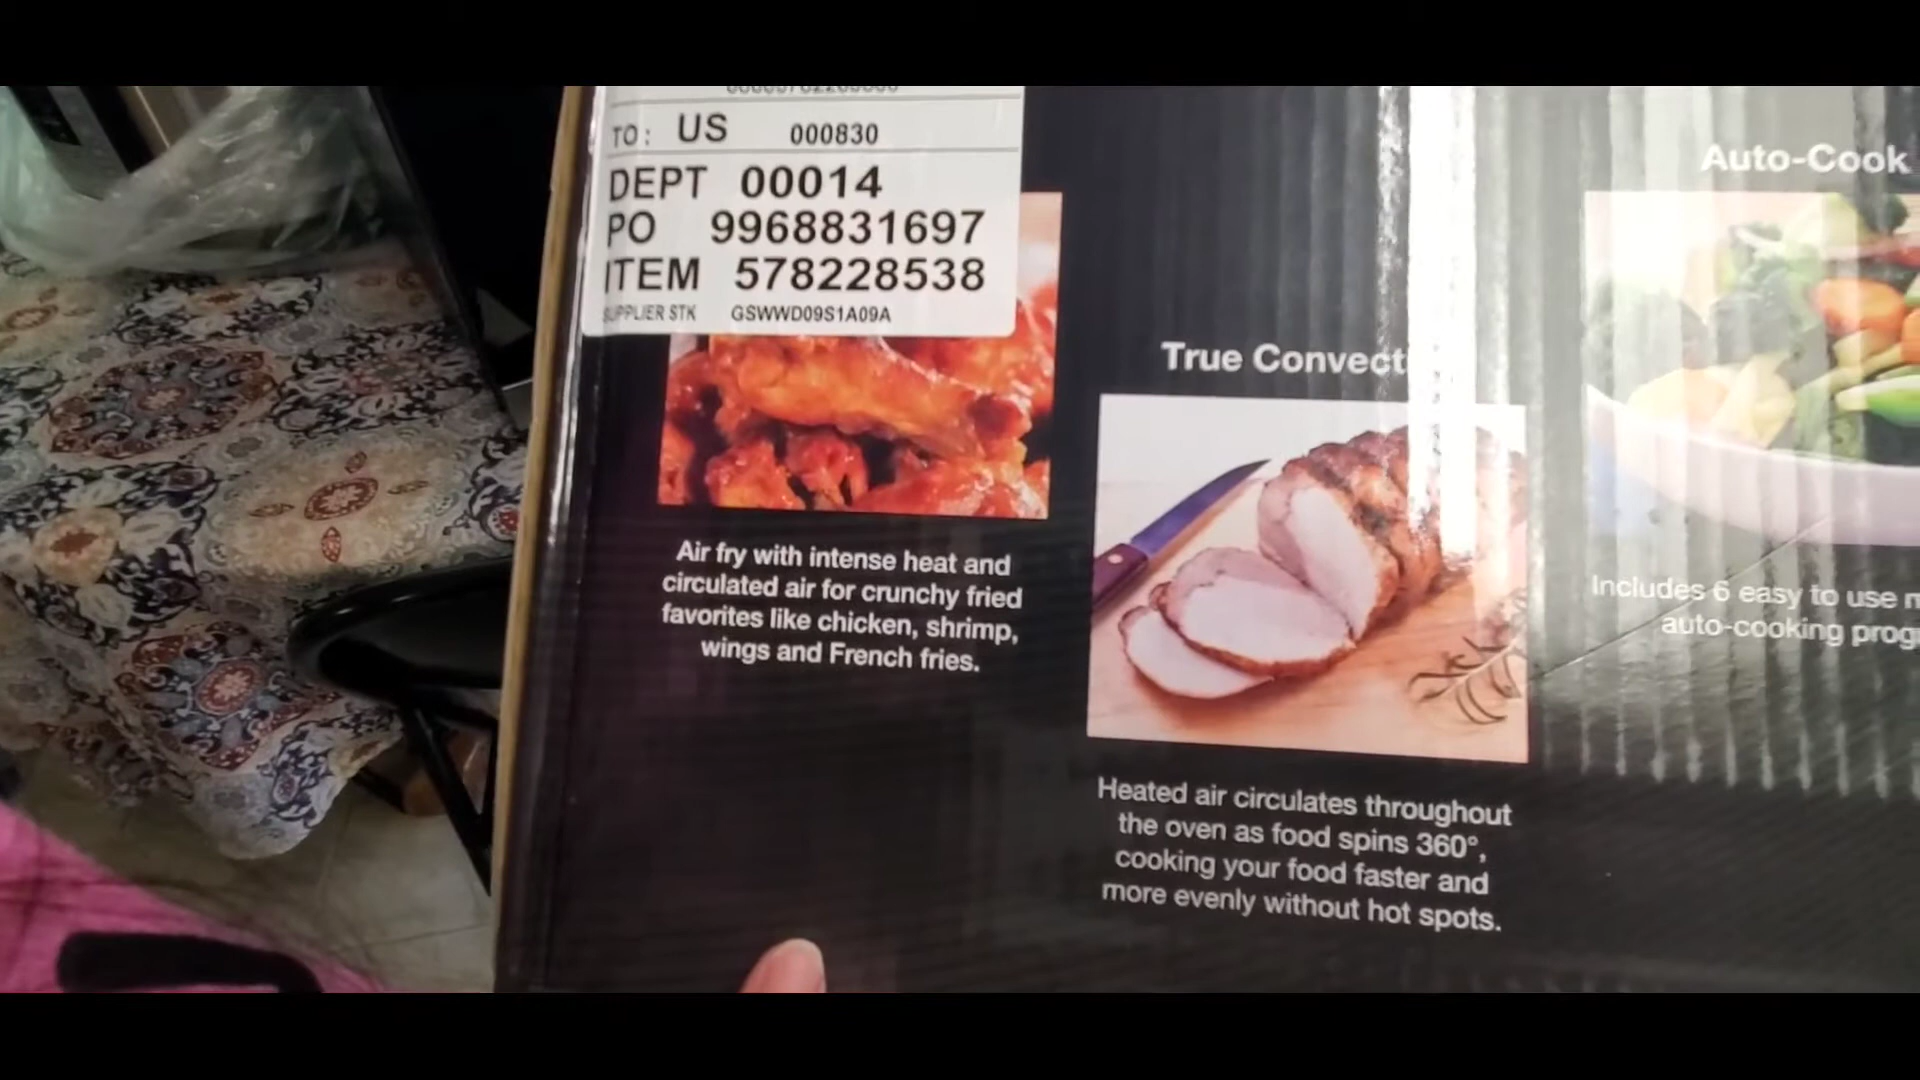 TO: US 000830
DEPT 00014
PO 9968831697
ITEM 578228538
SUPPLIER STK GSWWD09S1A09A
Air fry with intense heat and
circulated air for crunchy fried
favorites like chicken, shrimp,
wings and French fries.
True Convecti
Heated air circulates throughout
the oven as food spins 360°,
cooking your food faster and
more evenly without hot spots.
Auto-Cook
Includes 6 easy to use
auto-cooking prog